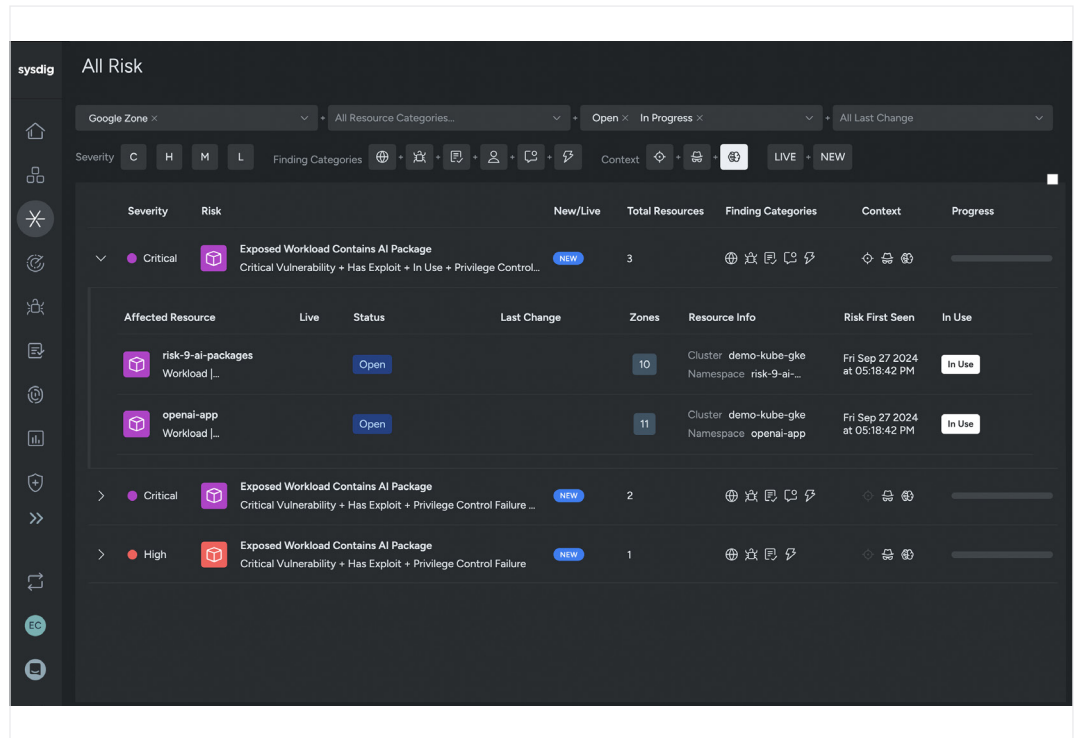 sysdig
All Risk
Google Zone × + All Resource Categories... + Open × In Progress × + All Last Change
Severity C H M L Finding Categories + + + + + Context + + LIVE + NEW
Severity Risk New/Live Total Resources Finding Categories Context Progress
Critical Exposed Workload Contains AI Package NEW 3
Critical Vulnerability + Has Exploit + In Use + Privilege Control...
Affected Resource Live Status Last Change Zones Resource Info Risk First Seen In Use
risk-9-ai-packages Open 10 Cluster demo-kube-gke Fri Sep 27 2024 In Use
Workload |... Namespace risk-9-ai-... at 05:18:42 PM
openai-app Open 11 Cluster demo-kube-gke Fri Sep 27 2024 In Use
Workload |... Namespace openai-app at 05:18:42 PM
Critical Exposed Workload Contains AI Package NEW 2
Critical Vulnerability + Has Exploit + Privilege Control Failure ...
High Exposed Workload Contains AI Package NEW 1
Critical Vulnerability + Has Exploit + Privilege Control Failure
EC